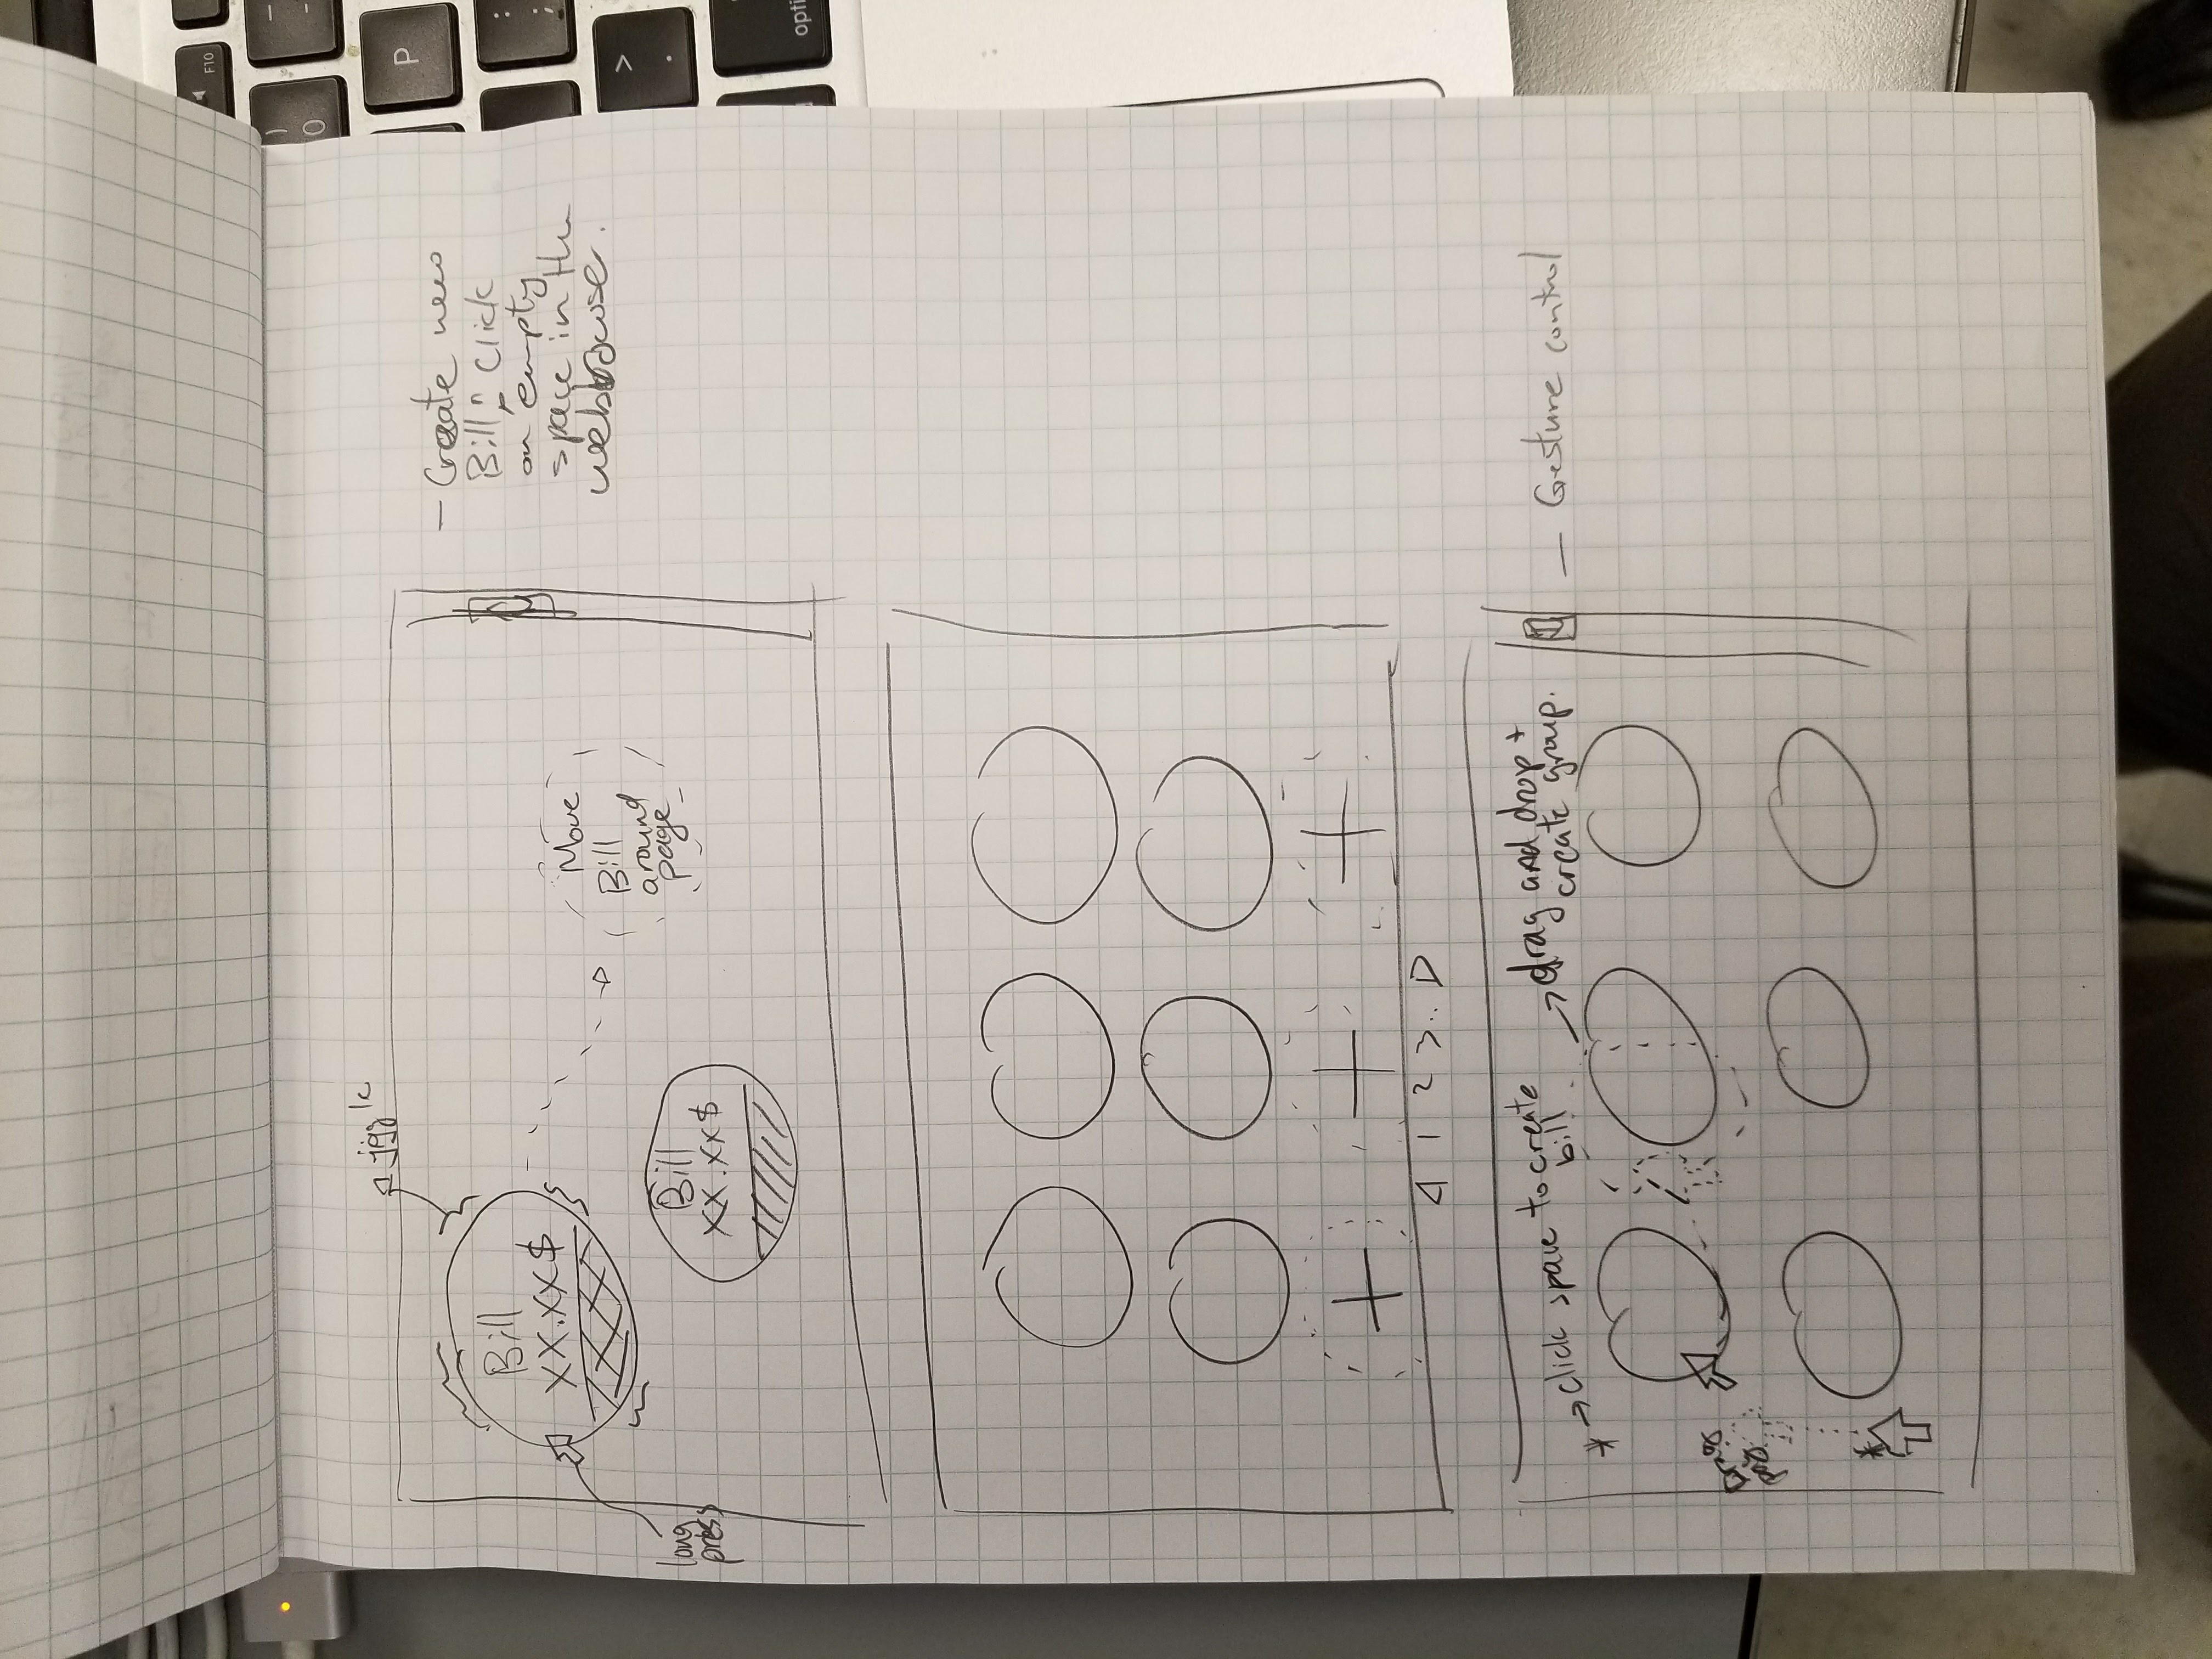 jiggle
Bill
XX.XX$
long
press
Bill
XX.XX$
Move
Bill
around
page
- Create new
Bill: Click
on empty
space in the
webbrowser.
1 2 3..
* → click space to create
bill
→ drag and drop +
create group.
- Gesture control
Drag
*
F10
)
0
-
P
:
;
>
.
opti